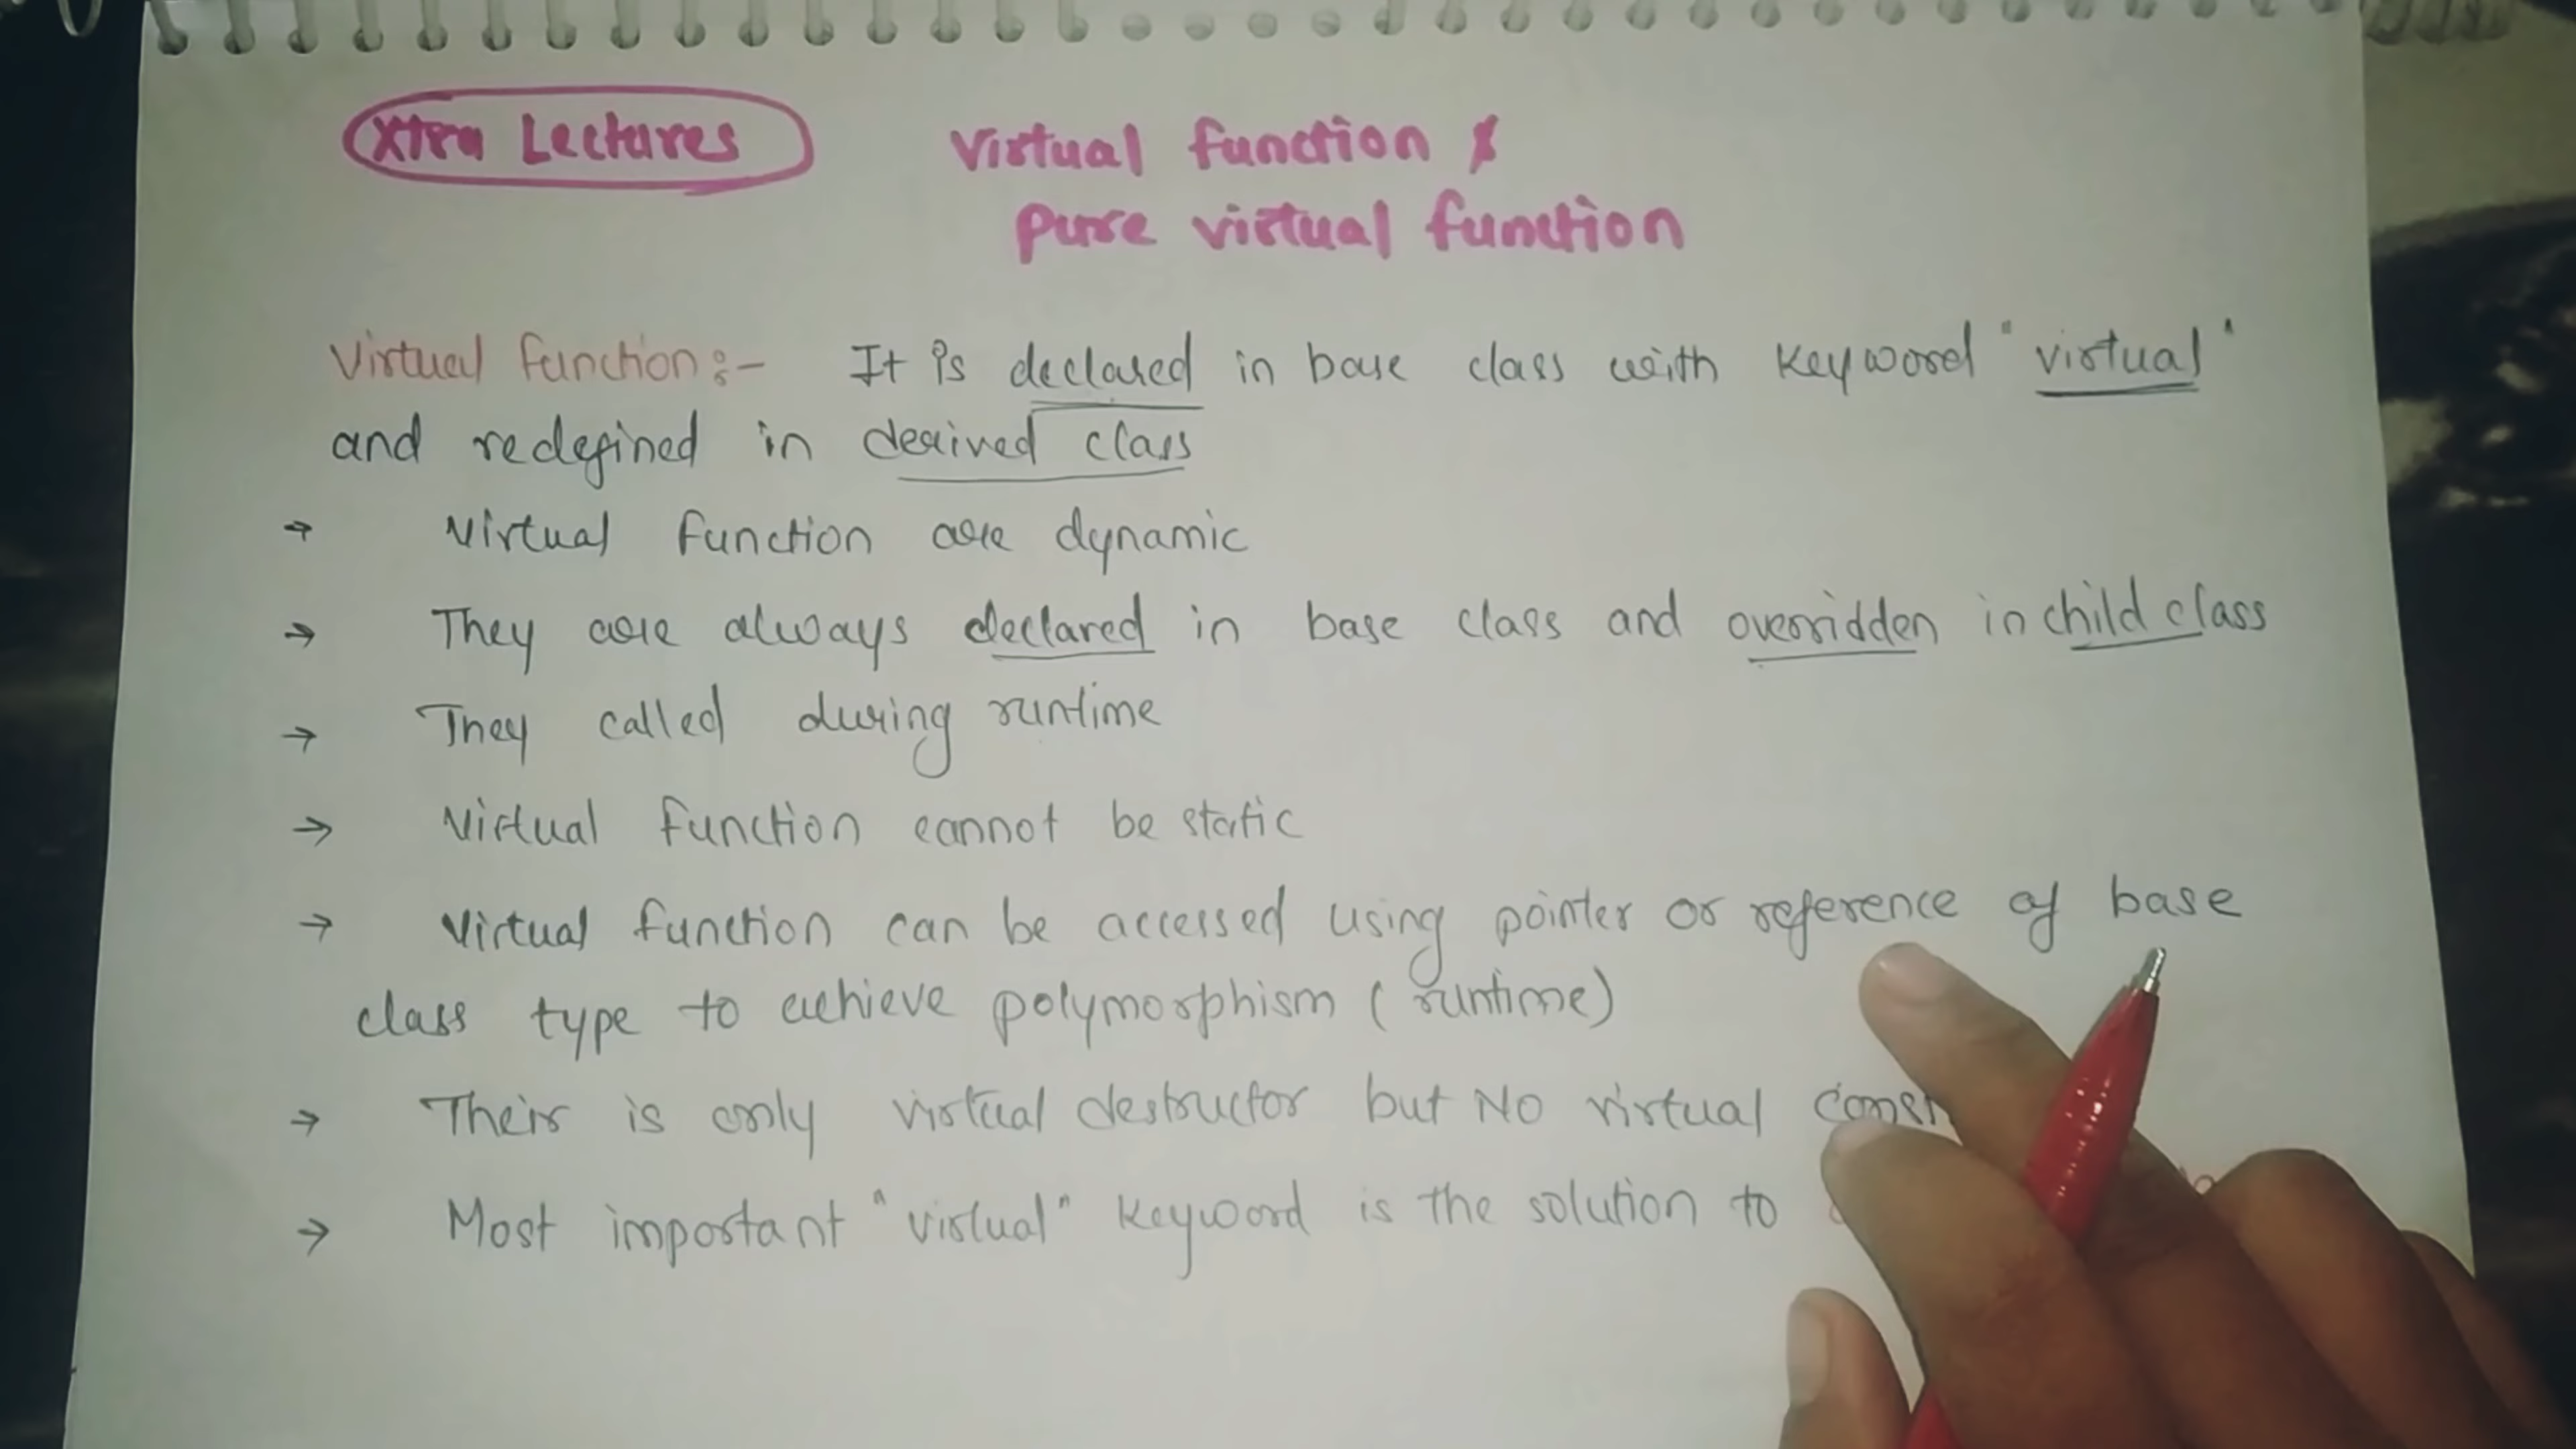 Xtra Lectures
Virtual function &
pure virtual function
Virtual function :- It is declared in base class with keyword "virtual"
and redefined in derived class
→ Virtual function are dynamic
→ They are always declared in base class and overridden in child class
→ They called during runtime
→ Virtual function cannot be static
→ Virtual function can be accessed using pointer or reference of base
class type to achieve polymorphism (runtime)
→ Their is only virtual destructor but NO virtual
→ Most important "virtual" keyword is the solution to